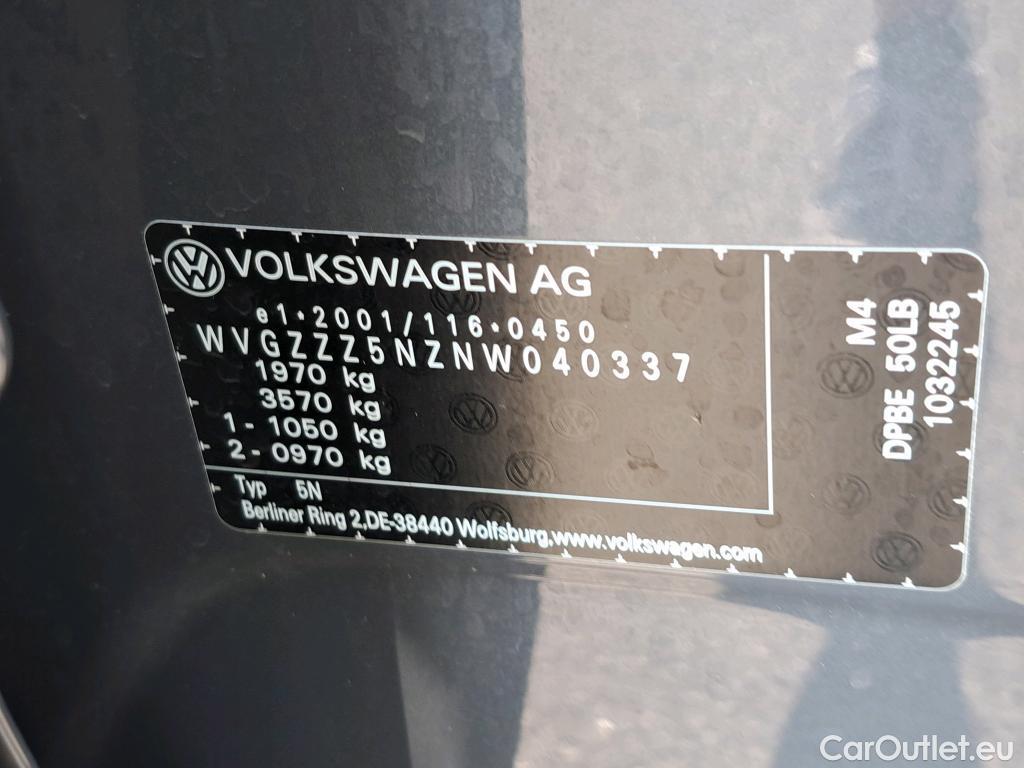 VOLKSWAGEN AG
e1*2001/116*0450
WVGZZZ5NZNW040337
1970 kg
3570 kg
1 - 1050 kg
2 - 0970 kg
Typ 5N
Berliner Ring 2,DE-38440 Wolfsburg,www.volkswagen.com
M4
DPBE 50LB
10322245
CarOutlet.eu